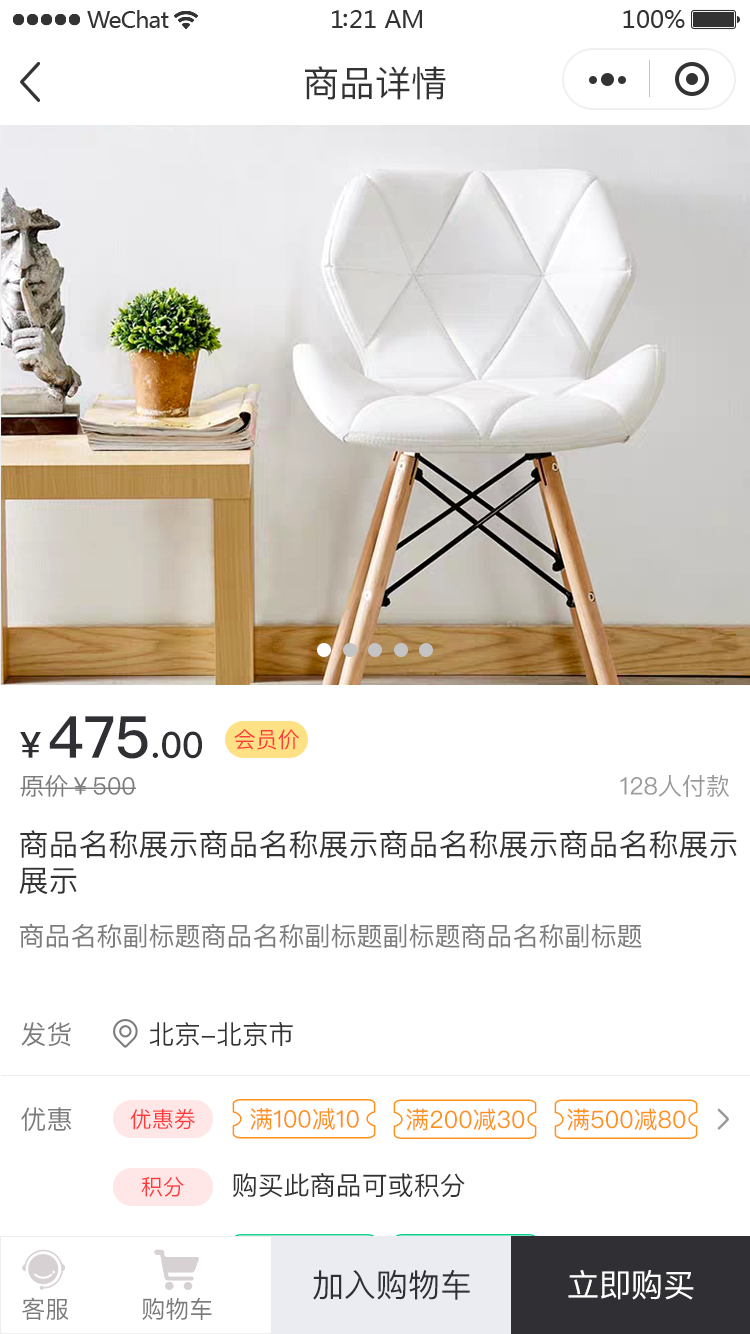 WeChat 1:21 AM 100%
商品详情
¥475.00 会员价
原价¥500 128人付款
商品名称展示商品名称展示商品名称展示商品名称展示
展示
商品名称副标题商品名称副标题副标题商品名称副标题
发货 北京–北京市
优惠 优惠券 满100减10 满200减30 满500减80
积分 购买此商品可或积分
客服 购物车 加入购物车 立即购买